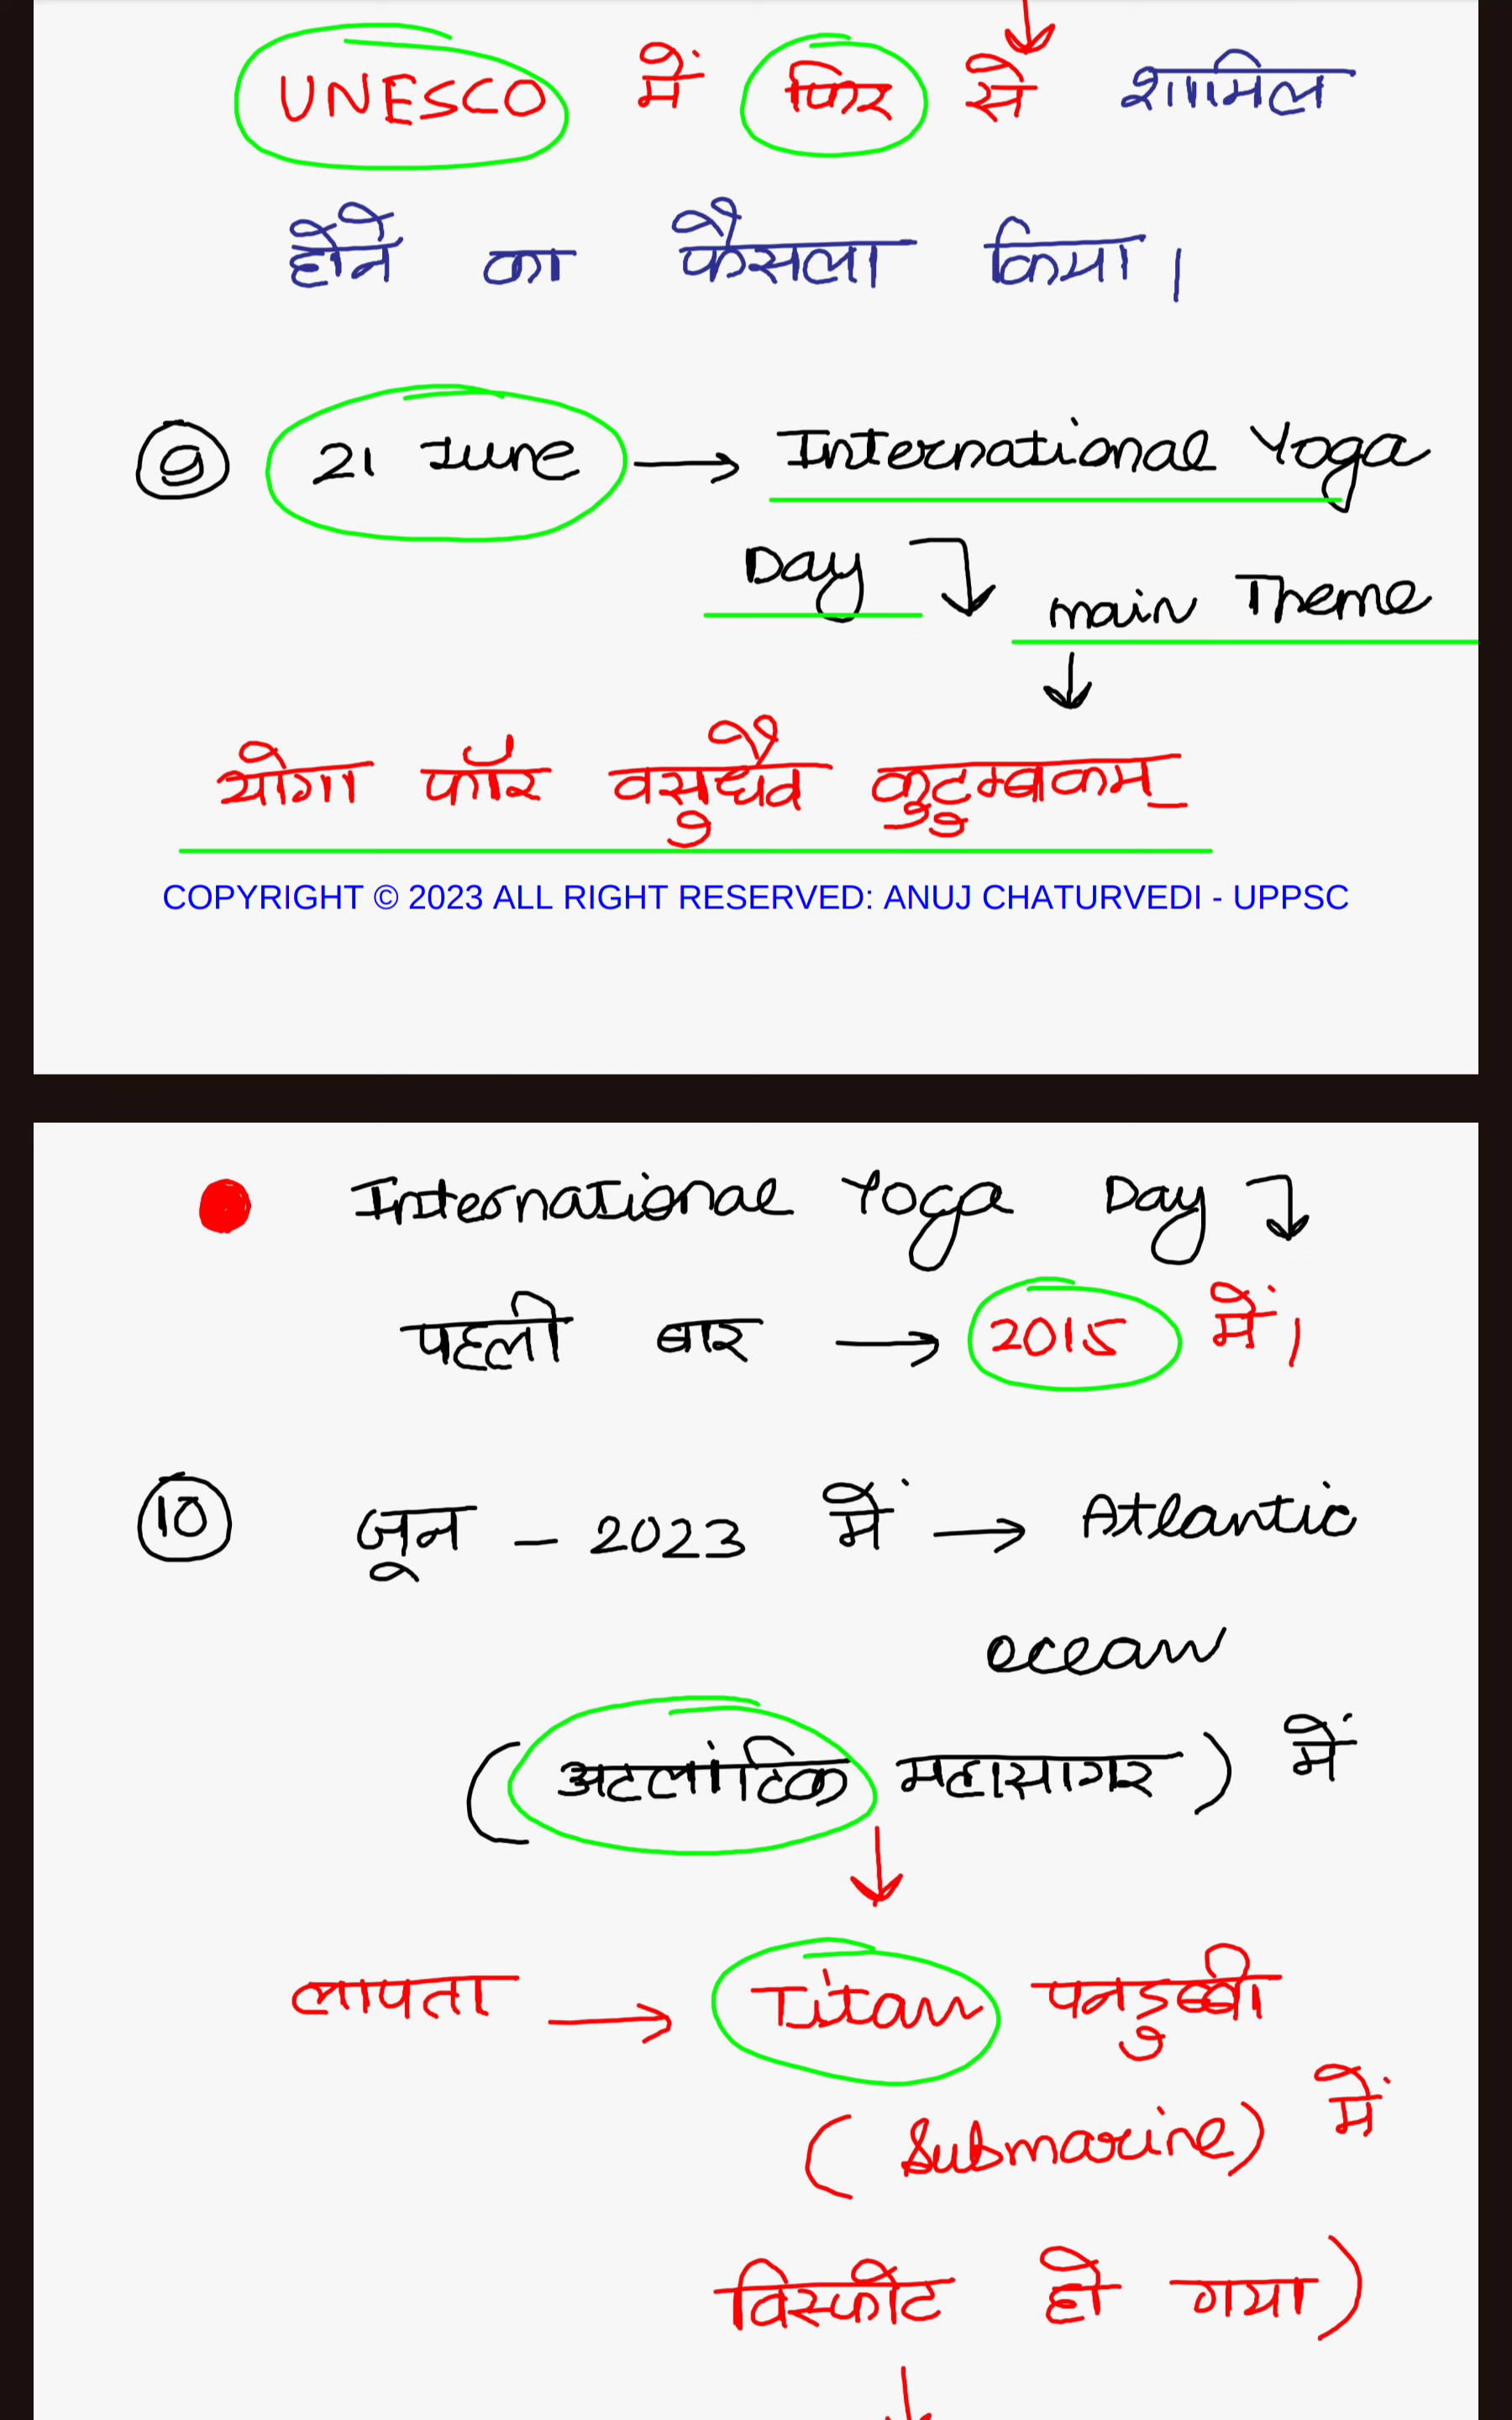 UNESCO में फिर से शामिल
होने का फैसला किया।
9 21 June → International Yoga
Day ↴ main Theme
↓
योगा फॉर वसुधैव कुटुम्बकम्
COPYRIGHT © 2023 ALL RIGHT RESERVED: ANUJ CHATURVEDI - UPPSC
● International Yoga Day ↴
पहली बार → 2015 में।
10 जून – 2023 में → Atlantic
ocean
(अटलांटिक महासागर) में
↓
लापता → Titan पनडुब्बी
(Submarine) में
विस्फोट हो गया)